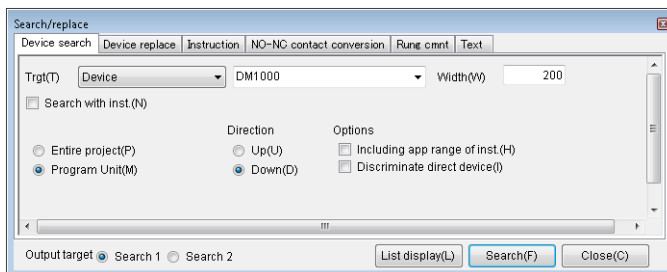 Search/replace
Device search Device replace Instruction NO-NC contact conversion Rung cmnt Text
Trgt(T) Device DM1000 Width(W) 200
Search with inst.(N)
Direction Options
Entire project(P) Up(U) Including app range of inst.(H)
Program Unit(M) Down(D) Discriminate direct device(I)
Output target Search 1 Search 2 List display(L) Search(F) Close(C)